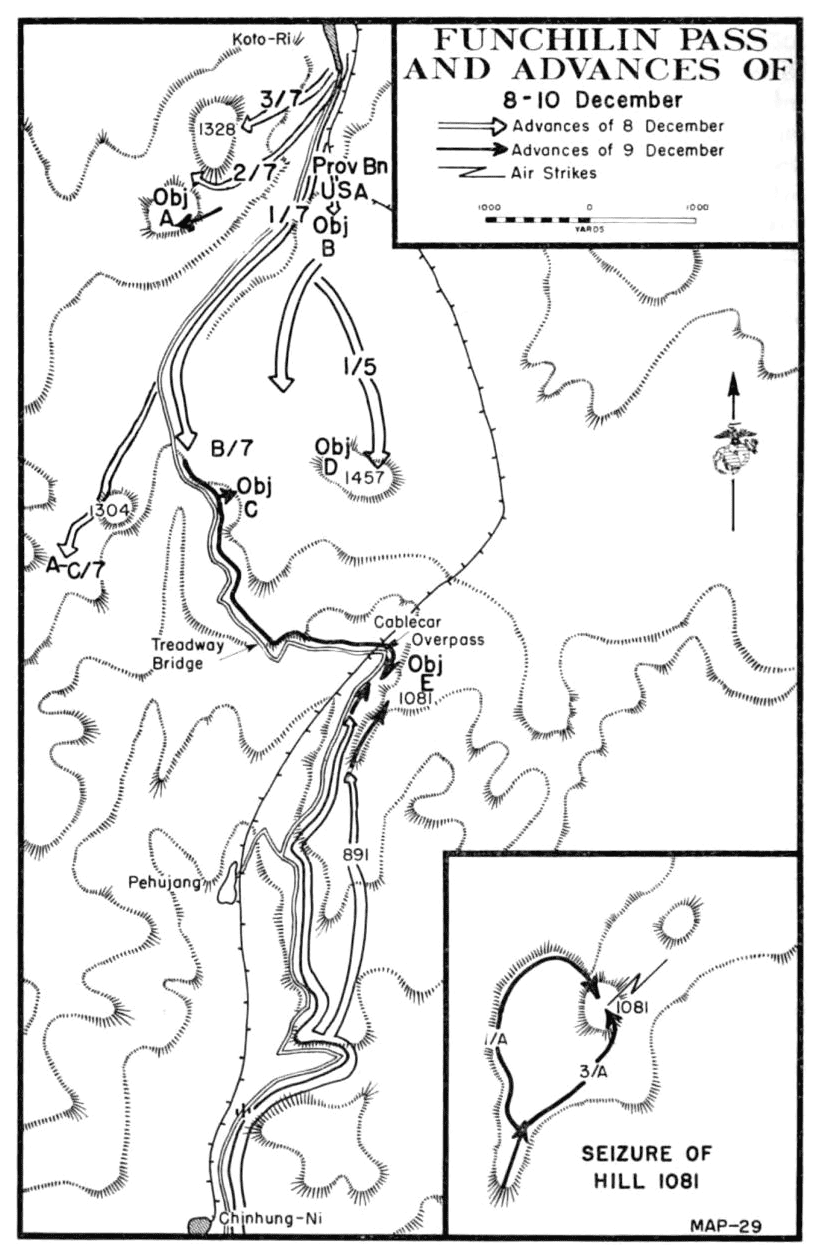 FUNCHILIN PASS
AND ADVANCES OF
8-10 December
Advances of 8 December
Advances of 9 December
Air Strikes
1000 0 1000
YARDS
Koto-Ri
3/7
1328
2/7
Prov Bn
USA
Obj
A
1/7
Obj
B
1/5
B/7
Obj
D
1457
Obj
C
1304
A-C/7
Cablecar
Overpass
Treadway
Bridge
Obj
E
1081
891
Pehujang
Chinhung-Ni
1081
1/A
3/A
SEIZURE OF
HILL 1081
MAP-29